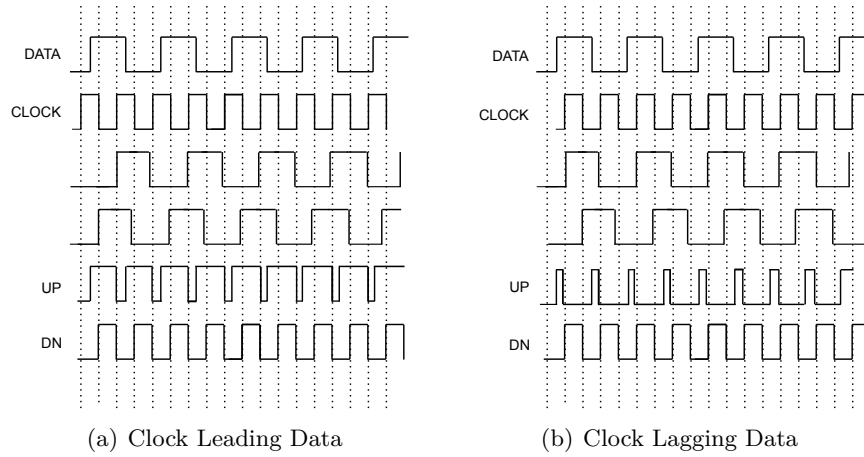 DATA
CLOCK
UP
DN
(a) Clock Leading Data
DATA
CLOCK
UP
DN
(b) Clock Lagging Data